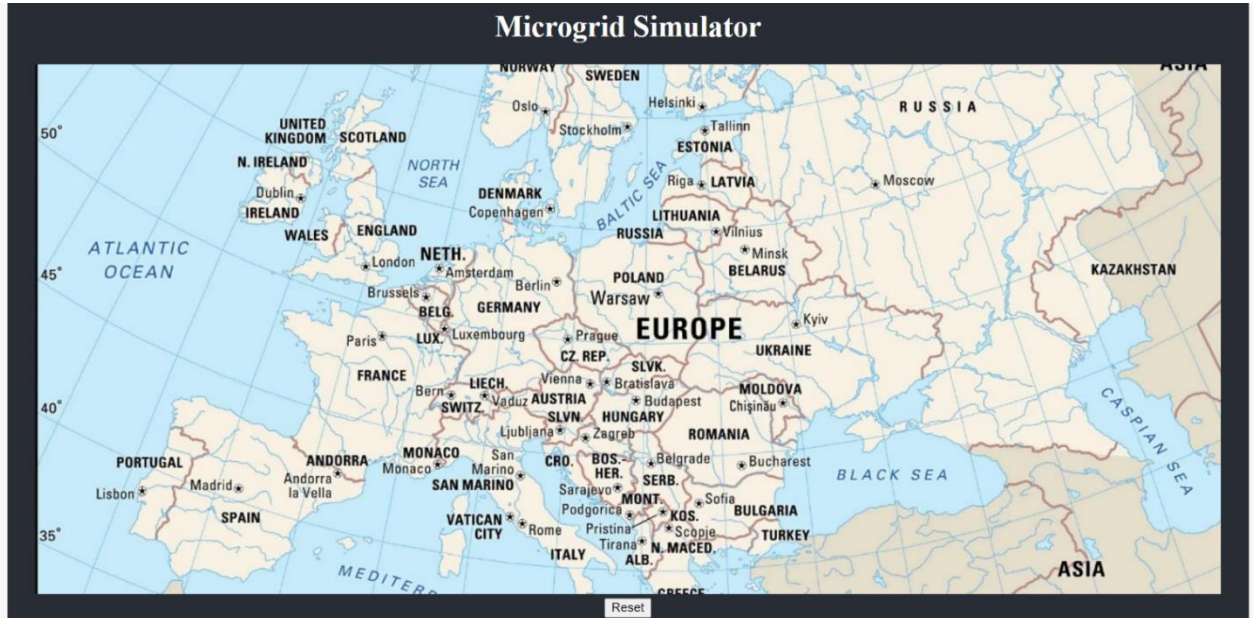 Microgrid Simulator
NORWAY
SWEDEN
ASIA
Oslo
Helsinki
RUSSIA
Stockholm
Tallinn
ESTONIA
50°
UNITED
KINGDOM
SCOTLAND
N. IRELAND
NORTH
SEA
Dublin
IRELAND
DENMARK
Copenhagen
BALTIC SEA
Riga
LATVIA
Moscow
LITHUANIA
RUSSIA
Vilnius
WALES
ENGLAND
ATLANTIC
OCEAN
London
NETH.
Amsterdam
Minsk
BELARUS
KAZAKHSTAN
45°
Brussels
BELG.
Berlin
GERMANY
POLAND
Warsaw
EUROPE
Kyiv
UKRAINE
Paris
LUX.
Luxembourg
Prague
CZ. REP.
SLVK.
FRANCE
Bern
SWITZ.
LIECH.
Vaduz
Vienna
AUSTRIA
Bratislava
Budapest
HUNGARY
MOLDOVA
Chişinău
CASPIAN SEA
40°
SLVN.
Ljubljana
Zagreb
ROMANIA
PORTUGAL
Lisbon
Madrid
SPAIN
ANDORRA
Andorra
la Vella
MONACO
Monaco
San
Marino
SAN MARINO
CRO.
BOS.-
HER.
Sarajevo
Belgrade
SERB.
Bucharest
BLACK SEA
MONT.
Podgorica
Sofia
BULGARIA
VATICAN
CITY
Rome
ITALY
Pristina
KOS.
Scopje
Tirana
N. MACED.
ALB.
TURKEY
35°
MEDITERR
GREECE
ASIA
Reset